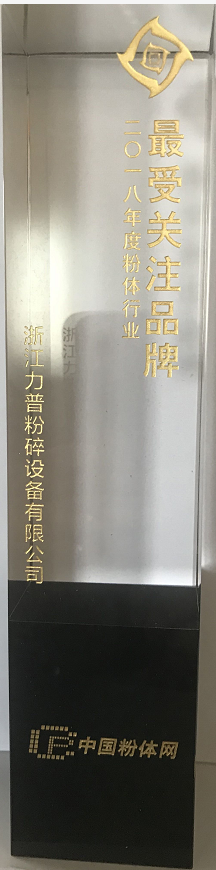 最受关注品牌
二〇一八年度粉体行业
浙江力普粉碎设备有限公司
中国粉体网